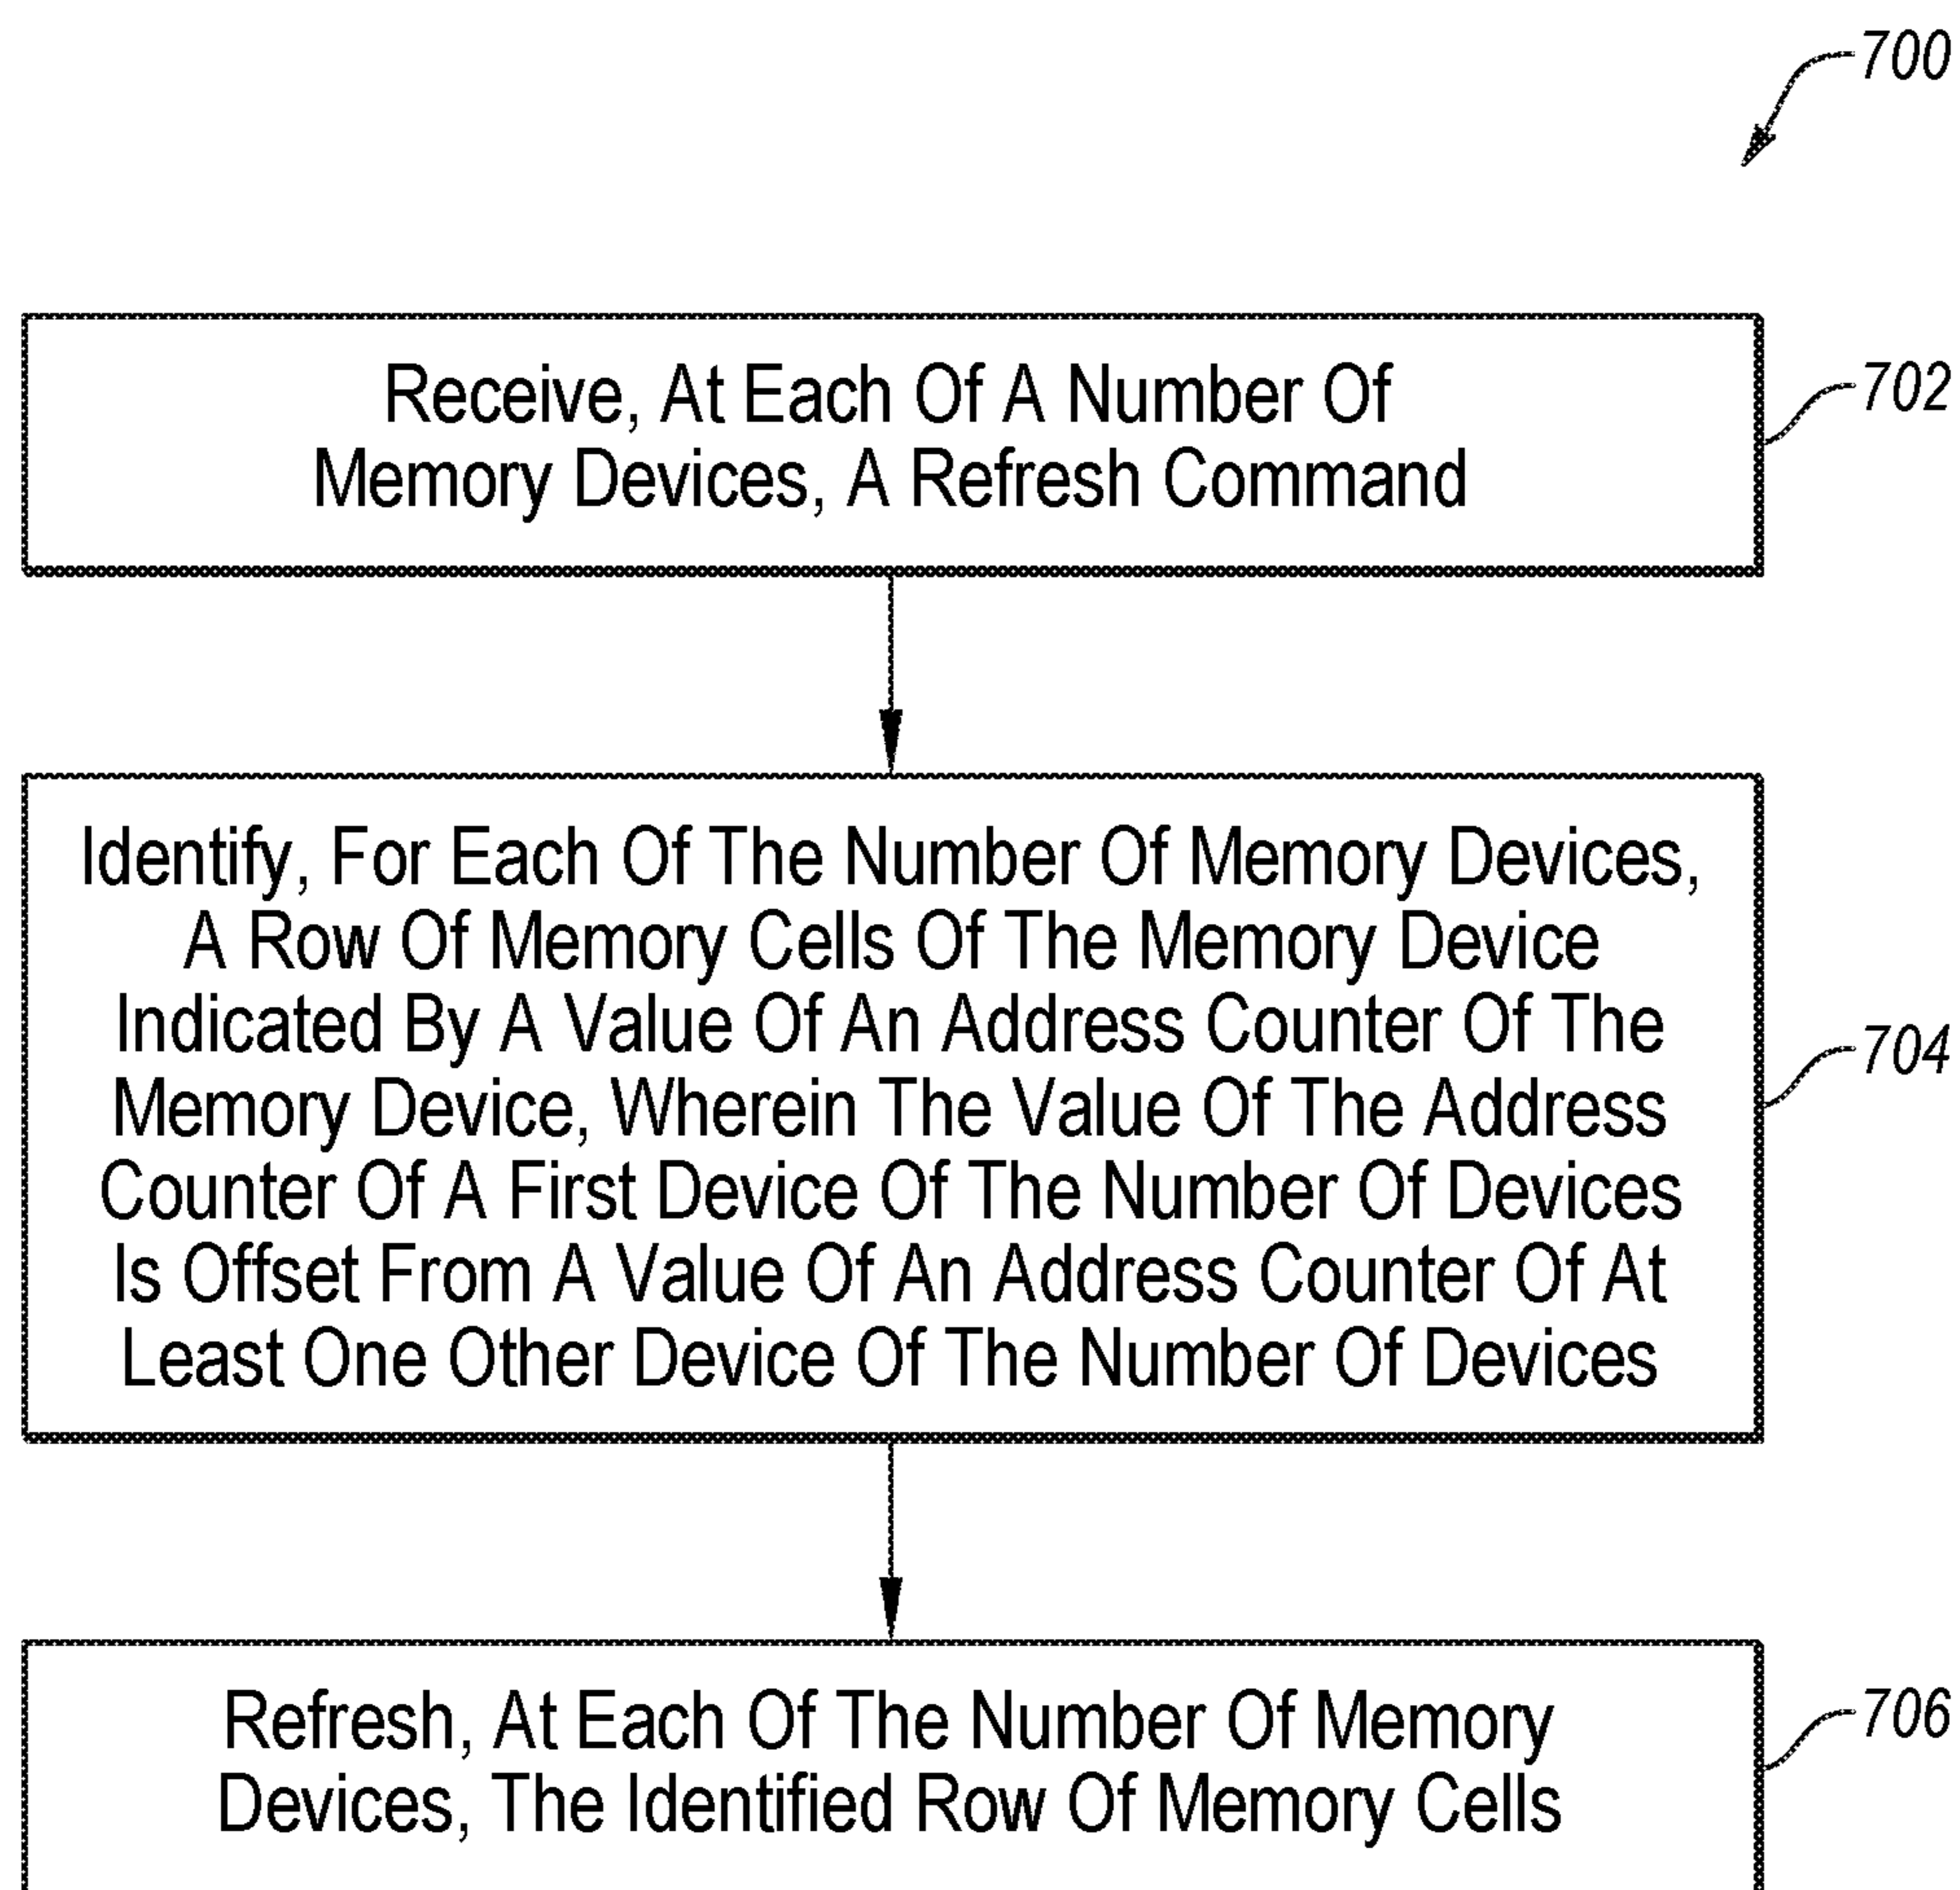 700
Receive, At Each Of A Number Of
Memory Devices, A Refresh Command
702
Identify, For Each Of The Number Of Memory Devices,
A Row Of Memory Cells Of The Memory Device
Indicated By A Value Of An Address Counter Of The
Memory Device, Wherein The Value Of The Address
Counter Of A First Device Of The Number Of Devices
Is Offset From A Value Of An Address Counter Of At
Least One Other Device Of The Number Of Devices
704
Refresh, At Each Of The Number Of Memory
Devices, The Identified Row Of Memory Cells
706